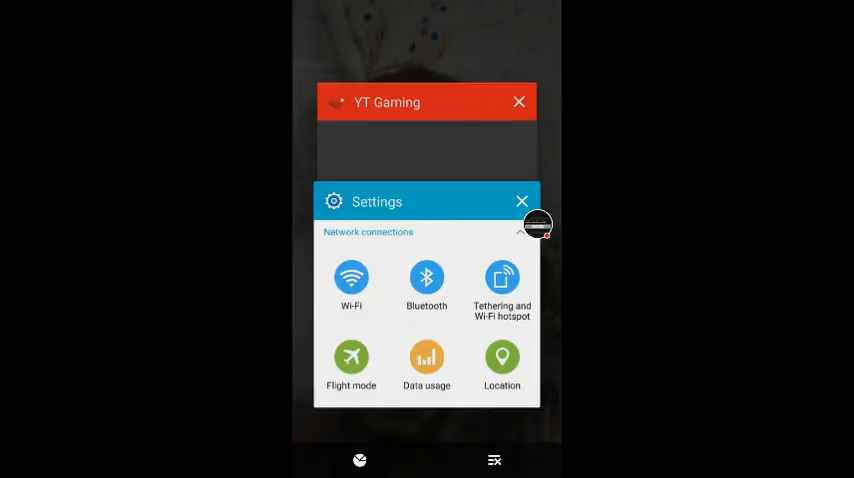 YT Gaming
Settings
Network connections
Wi-Fi
Bluetooth
Tethering and
Wi-Fi hotspot
Flight mode
Data usage
Location